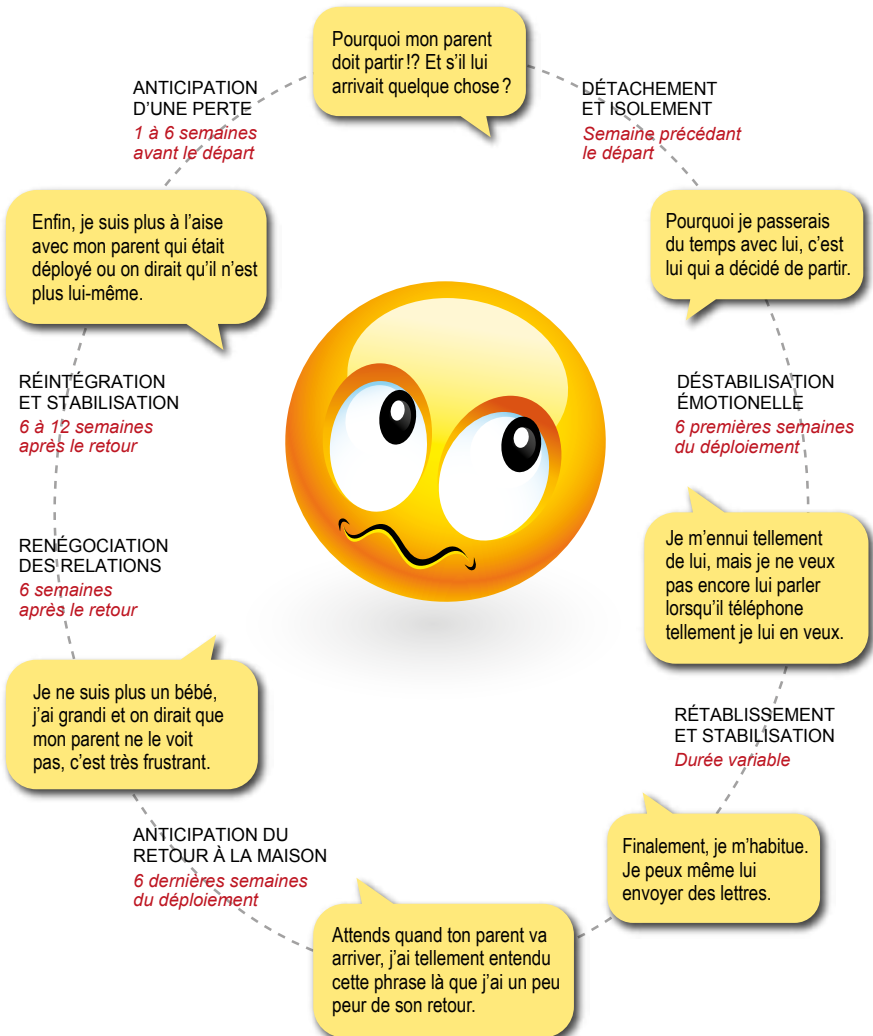 Pourquoi mon parent
doit partir !? Et s'il lui
arrivait quelque chose ?
ANTICIPATION
D'UNE PERTE
1 à 6 semaines
avant le départ
DÉTACHEMENT
ET ISOLEMENT
Semaine précédant
le départ
Pourquoi je passerais
du temps avec lui, c'est
lui qui a décidé de partir.
DÉSTABILISATION
ÉMOTIONELLE
6 premières semaines
du déploiement
Je m'ennui tellement
de lui, mais je ne veux
pas encore lui parler
lorsqu'il téléphone
tellement je lui en veux.
RÉTABLISSEMENT
ET STABILISATION
Durée variable
Finalement, je m'habitue.
Je peux même lui
envoyer des lettres.
ANTICIPATION DU
RETOUR À LA MAISON
6 dernières semaines
du déploiement
Attends quand ton parent va
arriver, j'ai tellement entendu
cette phrase là que j'ai un peu
peur de son retour.
RENÉGOCIATION
DES RELATIONS
6 semaines
après le retour
Je ne suis plus un bébé,
j'ai grandi et on dirait que
mon parent ne le voit
pas, c'est très frustrant.
RÉINTÉGRATION
ET STABILISATION
6 à 12 semaines
après le retour
Enfin, je suis plus à l'aise
avec mon parent qui était
déployé ou on dirait qu'il n'est
plus lui-même.